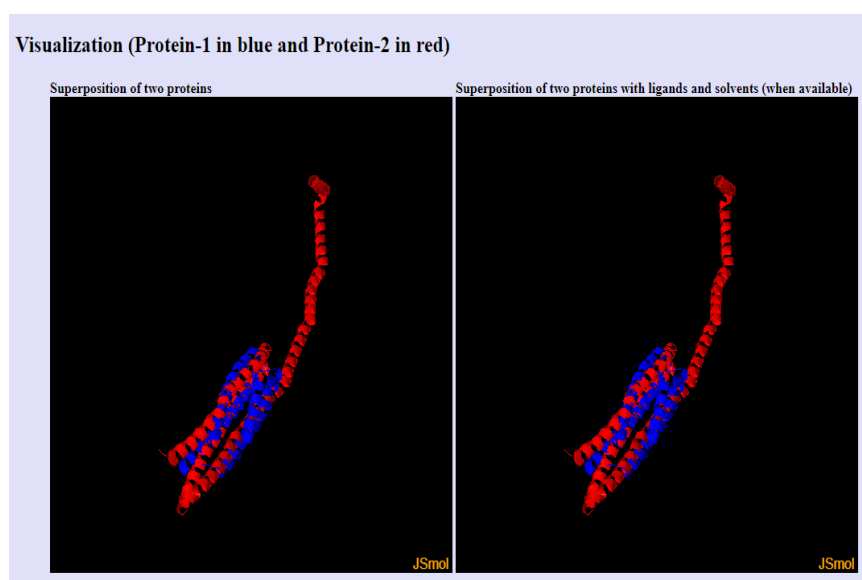 Visualization (Protein-1 in blue and Protein-2 in red)
Superposition of two proteins
Superposition of two proteins with ligands and solvents (when available)
JSmol
JSmol